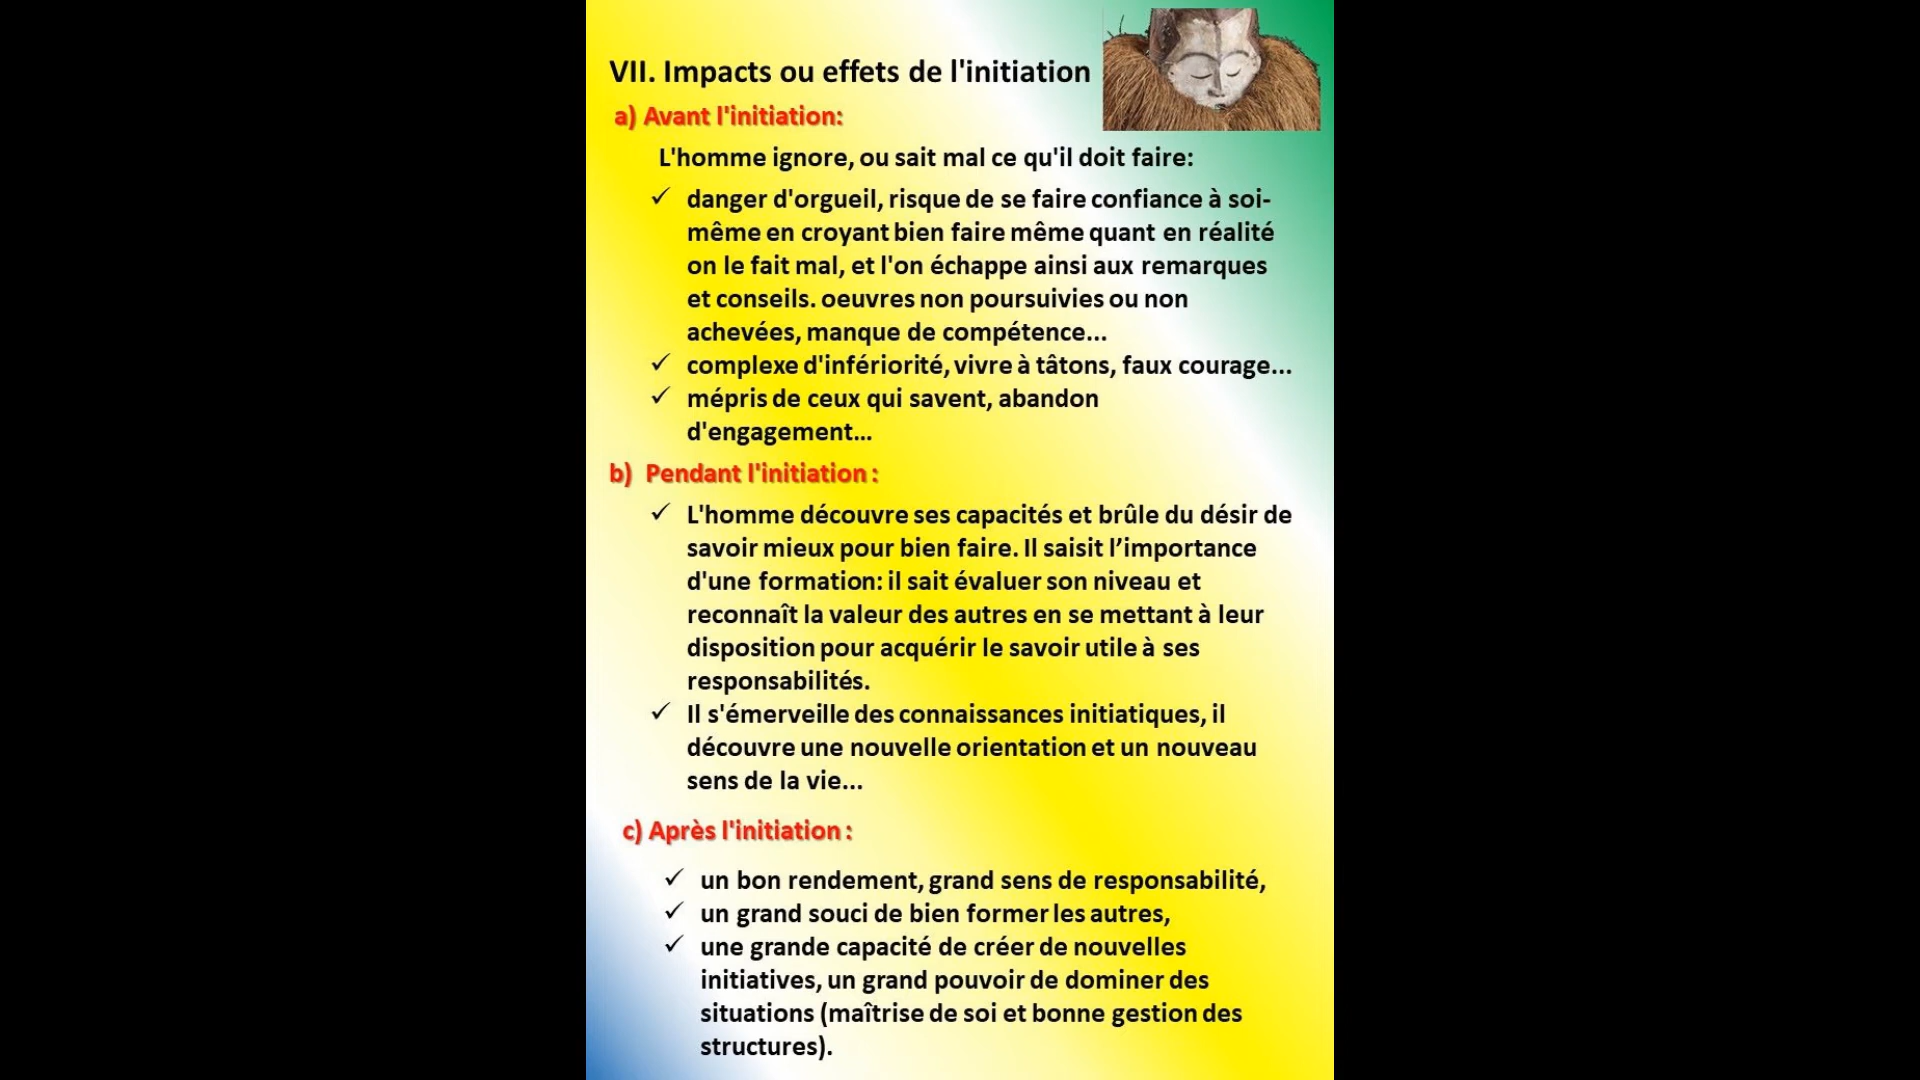 VII. Impacts ou effets de l'initiation
a) Avant l'initiation:
L'homme ignore, ou sait mal ce qu'il doit faire:
✓ danger d'orgueil, risque de se faire confiance à soi-
même en croyant bien faire même quant en réalité
on le fait mal, et l'on échappe ainsi aux remarques
et conseils. oeuvres non poursuivies ou non
achevées, manque de compétence...
✓ complexe d'infériorité, vivre à tâtons, faux courage...
✓ mépris de ceux qui savent, abandon
d'engagement...
b) Pendant l'initiation :
✓ L'homme découvre ses capacités et brûle du désir de
savoir mieux pour bien faire. Il saisit l’importance
d'une formation: il sait évaluer son niveau et
reconnaît la valeur des autres en se mettant à leur
disposition pour acquérir le savoir utile à ses
responsabilités.
✓ Il s'émerveille des connaissances initiatiques, il
découvre une nouvelle orientation et un nouveau
sens de la vie...
c) Après l'initiation :
✓ un bon rendement, grand sens de responsabilité,
✓ un grand souci de bien former les autres,
✓ une grande capacité de créer de nouvelles
initiatives, un grand pouvoir de dominer des
situations (maîtrise de soi et bonne gestion des
structures).